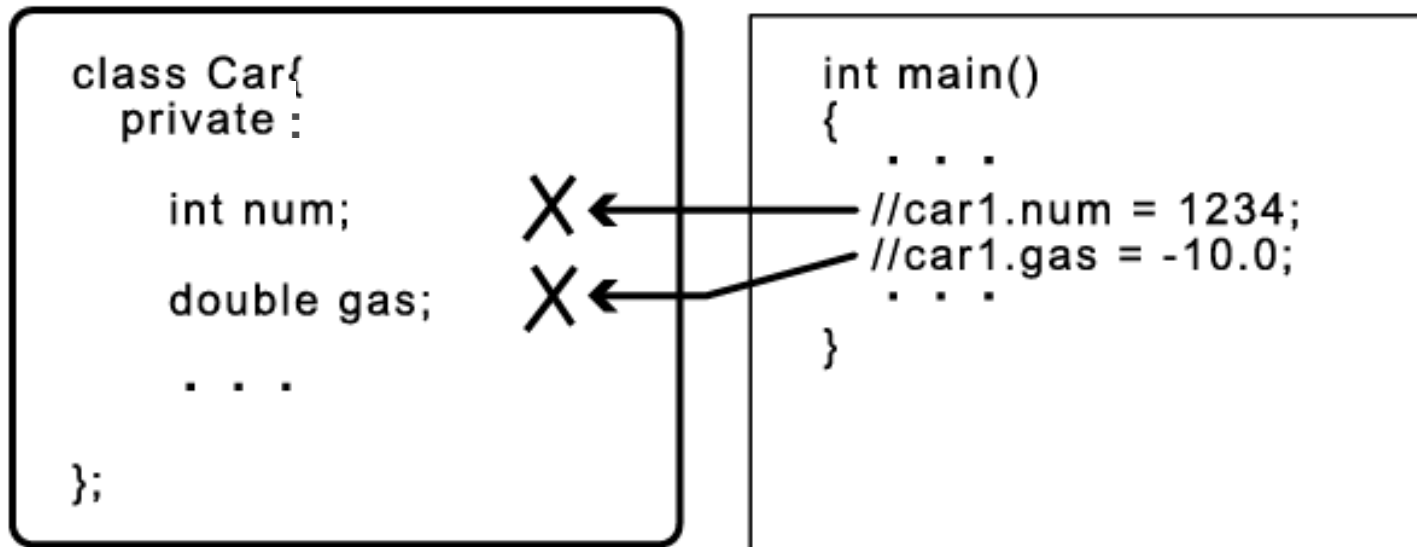 class Car{
private :
int num;
double gas;
. . .
};
int main()
{
. . .
//car1.num = 1234;
//car1.gas = -10.0;
. . .
}